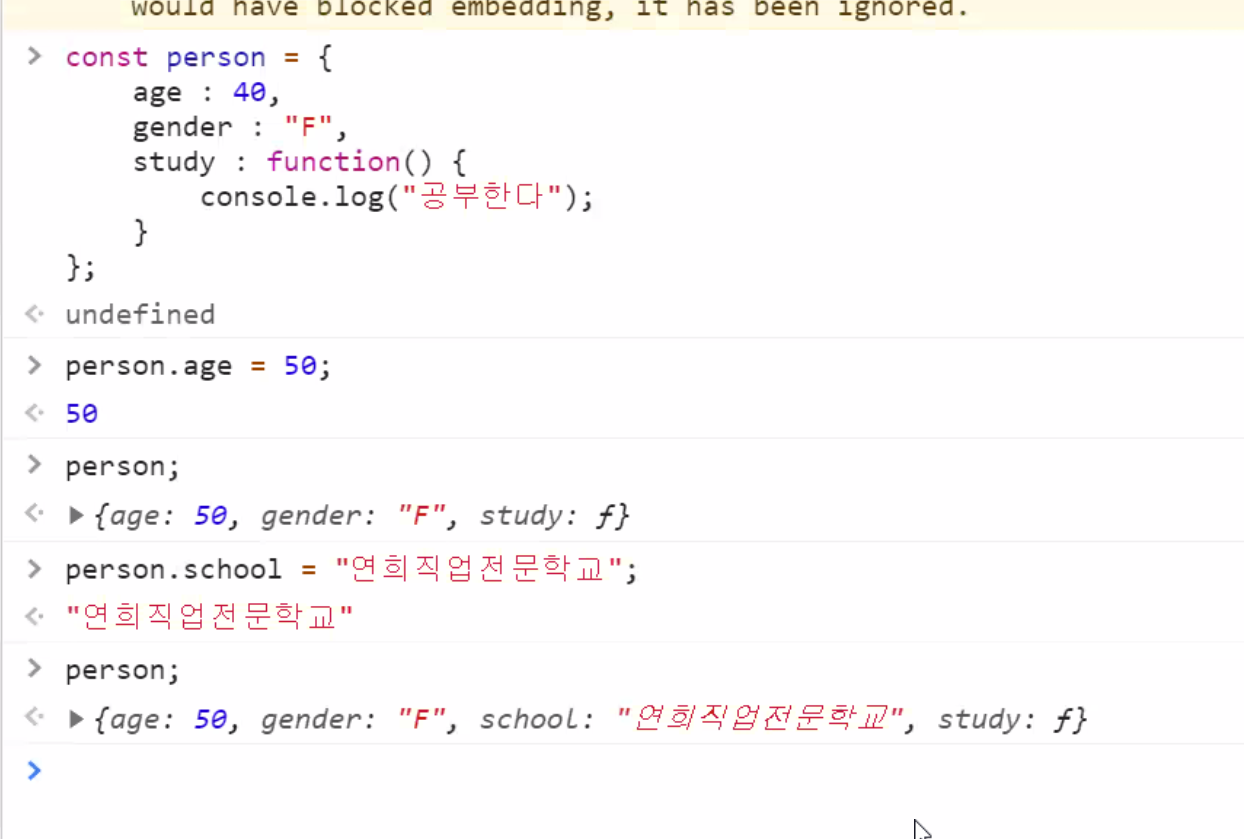 would have blocked embedding, it has been ignored.
> const person = {
age : 40,
gender : "F",
study : function() {
console.log("공부한다");
}
};
<· undefined
> person.age = 50;
<· 50
> person;
<· ▶{age: 50, gender: "F", study: ƒ}
> person.school = "연희직업전문학교";
<· "연희직업전문학교"
> person;
<· ▶{age: 50, gender: "F", school: "연희직업전문학교", study: ƒ}
>